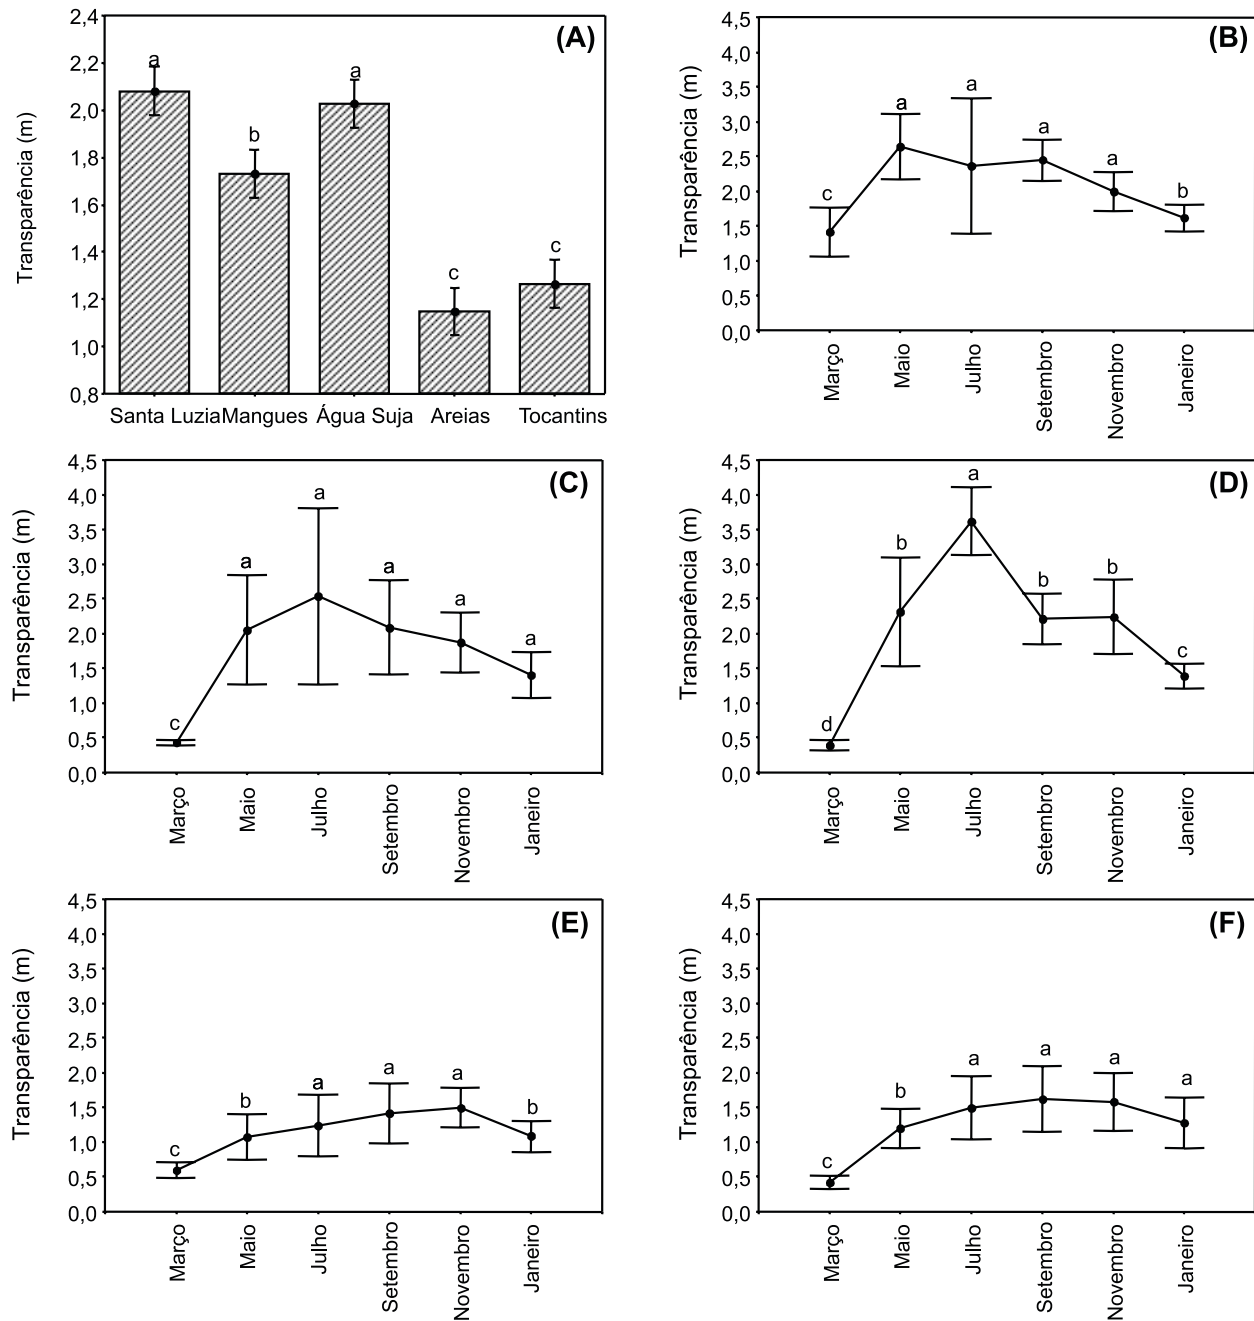 (A)
Transparência (m)
2,4
2,2
2,0
1,8
1,6
1,4
1,2
1,0
0,8
a
b
a
c
c
Santa Luzia Mangues Água Suja Areias Tocantins
(B)
Transparência (m)
4,5
4,0
3,5
3,0
2,5
2,0
1,5
1,0
0,5
0,0
c
a
a
a
a
b
Março
Maio
Julho
Setembro
Novembro
Janeiro
(C)
Transparência (m)
4,5
4,0
3,5
3,0
2,5
2,0
1,5
1,0
0,5
0,0
c
a
a
a
a
a
Março
Maio
Julho
Setembro
Novembro
Janeiro
(D)
Transparência (m)
4,5
4,0
3,5
3,0
2,5
2,0
1,5
1,0
0,5
0,0
d
b
a
b
b
c
Março
Maio
Julho
Setembro
Novembro
Janeiro
(E)
Transparência (m)
4,5
4,0
3,5
3,0
2,5
2,0
1,5
1,0
0,5
0,0
c
b
a
a
a
b
Março
Maio
Julho
Setembro
Novembro
Janeiro
(F)
Transparência (m)
4,5
4,0
3,5
3,0
2,5
2,0
1,5
1,0
0,5
0,0
c
b
a
a
a
a
Março
Maio
Julho
Setembro
Novembro
Janeiro